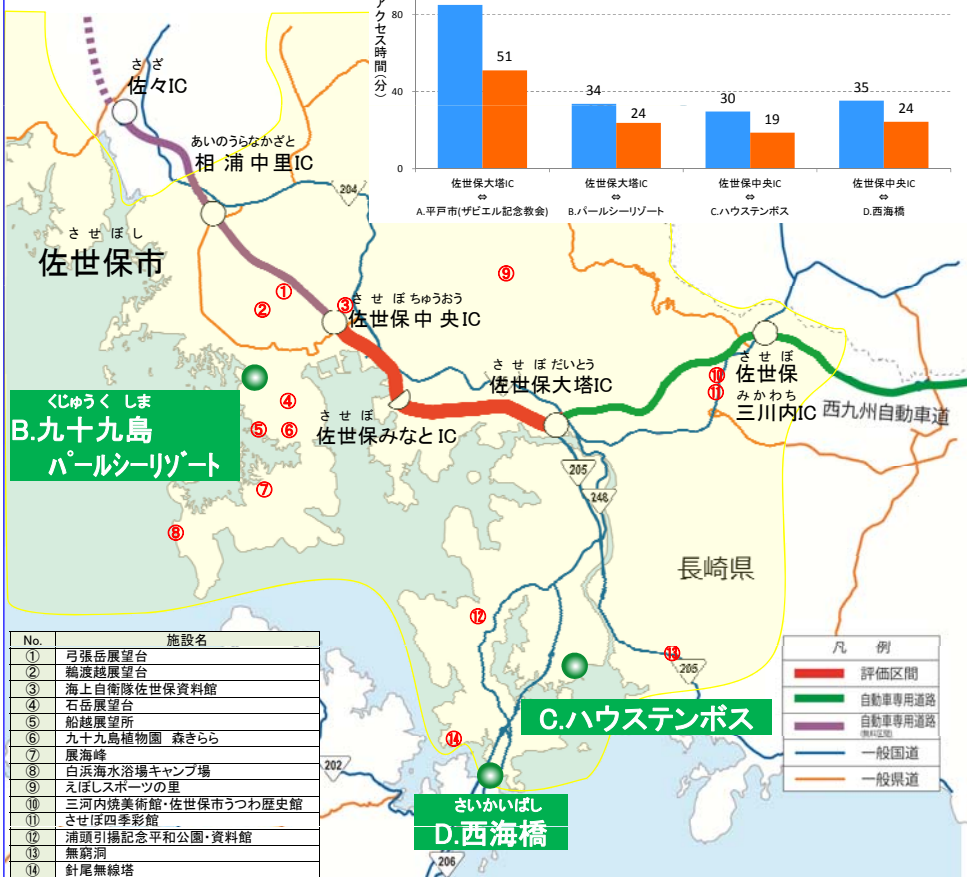 アクセス時間(分)
80
40
0
51
34
24
30
19
35
24
佐世保大塔IC
⇔
A.平戸市(ザビエル記念教会)
佐世保大塔IC
⇔
B.パールシーリゾート
佐世保中央IC
⇔
C.ハウステンボス
佐世保中央IC
⇔
D.西海橋
さざ
佐々IC
あいのうらなかざと
相浦中里IC
204
させぼし
佐世保市
①
②
③
させぼちゅうおう
佐世保中央IC
⑨
させぼだいとう
佐世保大塔IC
させぼ
佐世保
みかわち
三川内IC
⑩
⑪
西九州自動車道
させぼ
佐世保みなとIC
くじゅうくしま
B.九十九島
パールシーリゾート
④
⑤
⑥
⑦
⑧
205
248
長崎県
⑫
⑬
205
C.ハウステンボス
⑭
202
さいかいばし
D.西海橋
206
No. 施設名
① 弓張岳展望台
② 鵜渡越展望台
③ 海上自衛隊佐世保資料館
④ 石岳展望台
⑤ 船越展望所
⑥ 九十九島植物園 森きらら
⑦ 展海峰
⑧ 白浜海水浴場キャンプ場
⑨ えぼしスポーツの里
⑩ 三河内焼美術館・佐世保市うつわ歴史館
⑪ させぼ四季彩館
⑫ 浦頭引揚記念平和公園・資料館
⑬ 無窮洞
⑭ 針尾無線塔
凡例
評価区間
自動車専用道路
自動車専用道路
(無料区間)
一般国道
一般県道